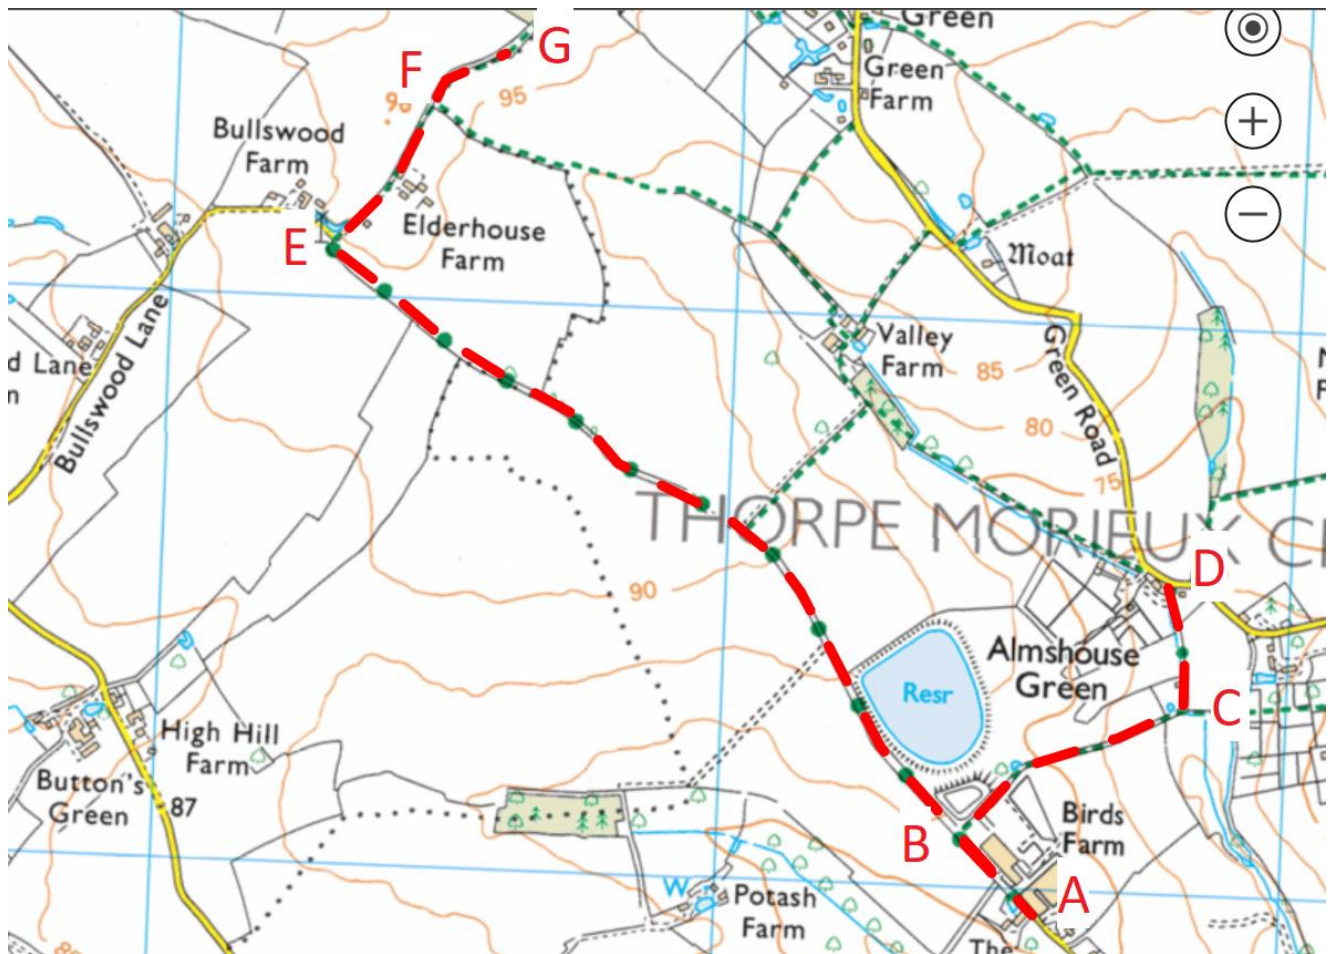 G
Green
F
Green
Farm
95
Bullswood
Farm
Elderhouse
Farm
E
Moat
Bullswood Lane
d Lane
n
Valley
Farm
85
Green Road
80
75
THORPE MORIEUX C
D
90
Almshouse
Green
Resr
C
High Hill
Farm
Button's
Green
87
Birds
Farm
B
A
W
Potash
Farm
The